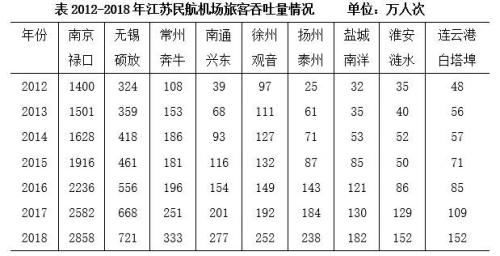 表 2012-2018 年江苏民航机场旅客吞吐量情况 单位：万人次
年份 南京禄口 无锡硕放 常州奔牛 南通兴东 徐州观音 扬州泰州 盐城南洋 淮安涟水 连云港白塔埠
2012 1400 324 108 39 97 25 32 35 48
2013 1501 359 153 68 111 61 35 40 56
2014 1628 418 186 93 127 71 53 52 57
2015 1916 461 181 116 132 87 85 50 71
2016 2236 556 196 154 149 143 121 86 85
2017 2582 668 251 201 192 184 130 129 109
2018 2858 721 333 277 252 238 182 152 152